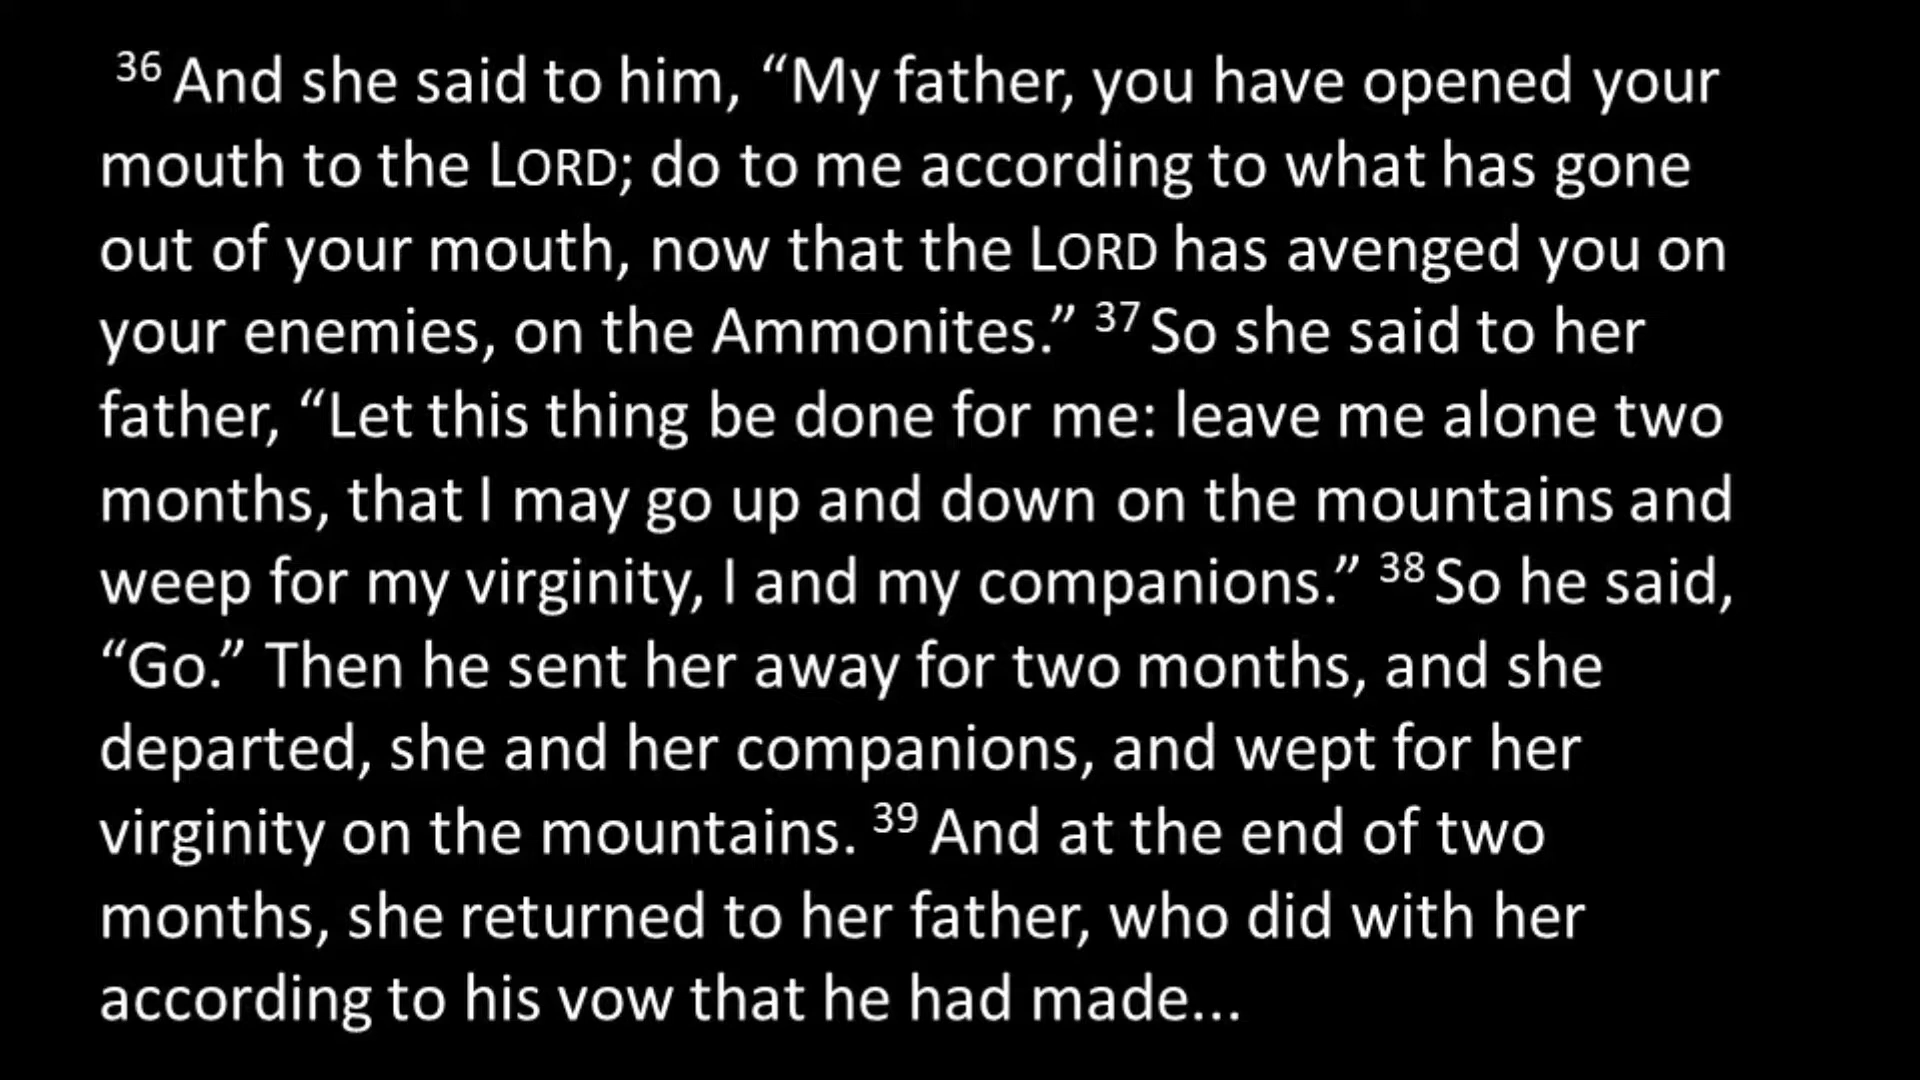 36 And she said to him, “My father, you have opened your
mouth to the LORD; do to me according to what has gone
out of your mouth, now that the LORD has avenged you on
your enemies, on the Ammonites.” 37 So she said to her
father, “Let this thing be done for me: leave me alone two
months, that I may go up and down on the mountains and
weep for my virginity, I and my companions.” 38 So he said,
“Go.” Then he sent her away for two months, and she
departed, she and her companions, and wept for her
virginity on the mountains. 39 And at the end of two
months, she returned to her father, who did with her
according to his vow that he had made...